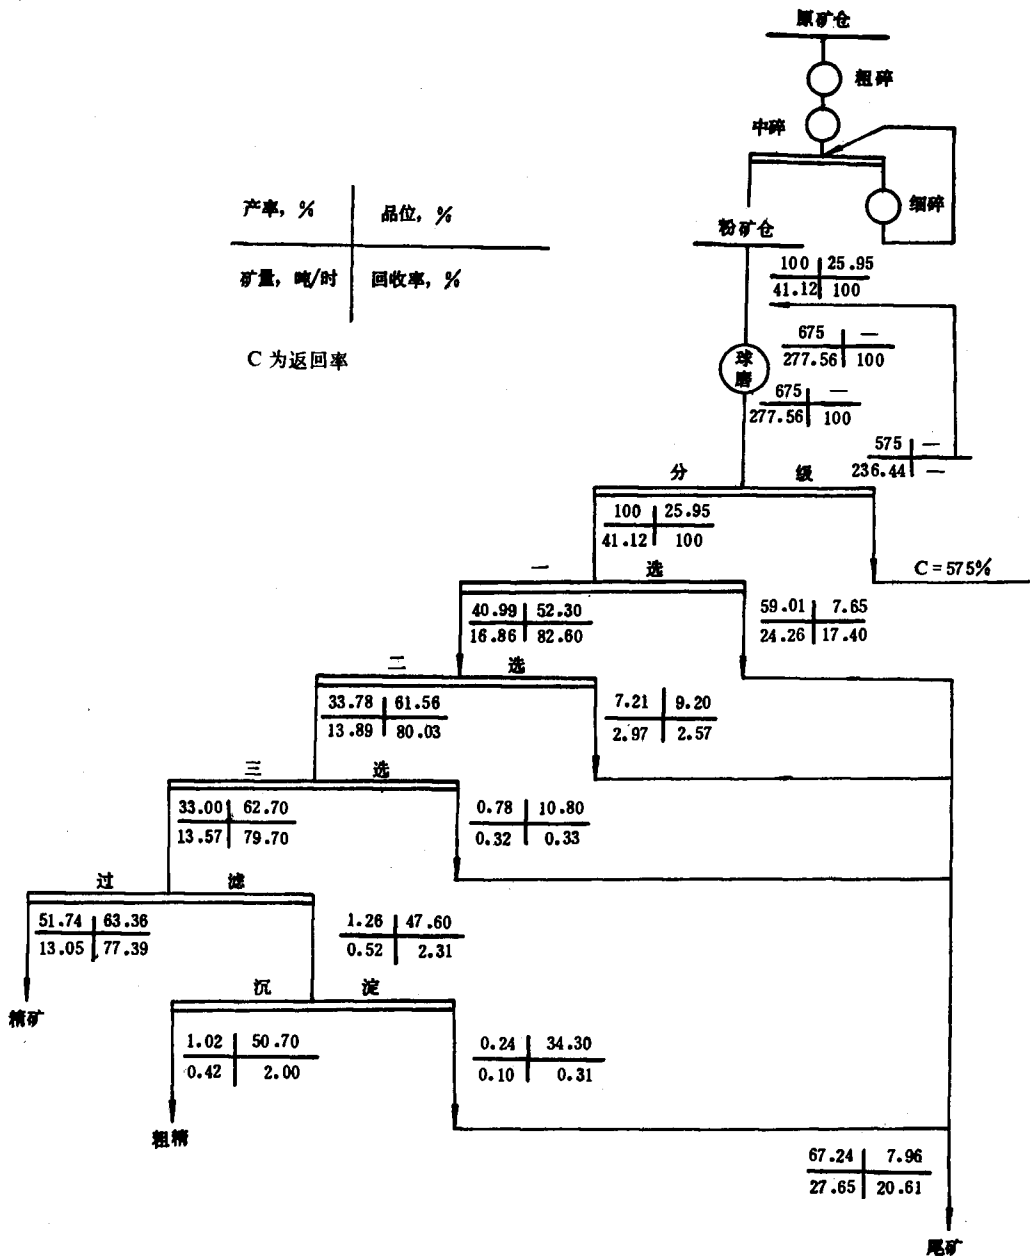 原矿仓
粗碎
中碎
细碎
产率，% 品位，%
矿量，吨/时 回收率，%
C 为返回率
粉矿仓
100 25.95
41.12 100
675 —
277.56 100
球磨
675 —
277.56 100
575 —
236.44 —
分 级
100 25.95
41.12 100
C=575%
一 选
40.99 52.30
16.86 82.60
59.01 7.65
24.26 17.40
二 选
33.78 61.56
13.89 80.03
7.21 9.20
2.97 2.57
三 选
33.00 62.70
13.57 79.70
0.78 10.80
0.32 0.33
过 滤
51.74 63.36
13.05 77.39
1.26 47.60
0.52 2.31
精矿
沉 淀
1.02 50.70
0.42 2.00
0.24 34.30
0.10 0.31
粗精
67.24 7.96
27.65 20.61
尾矿